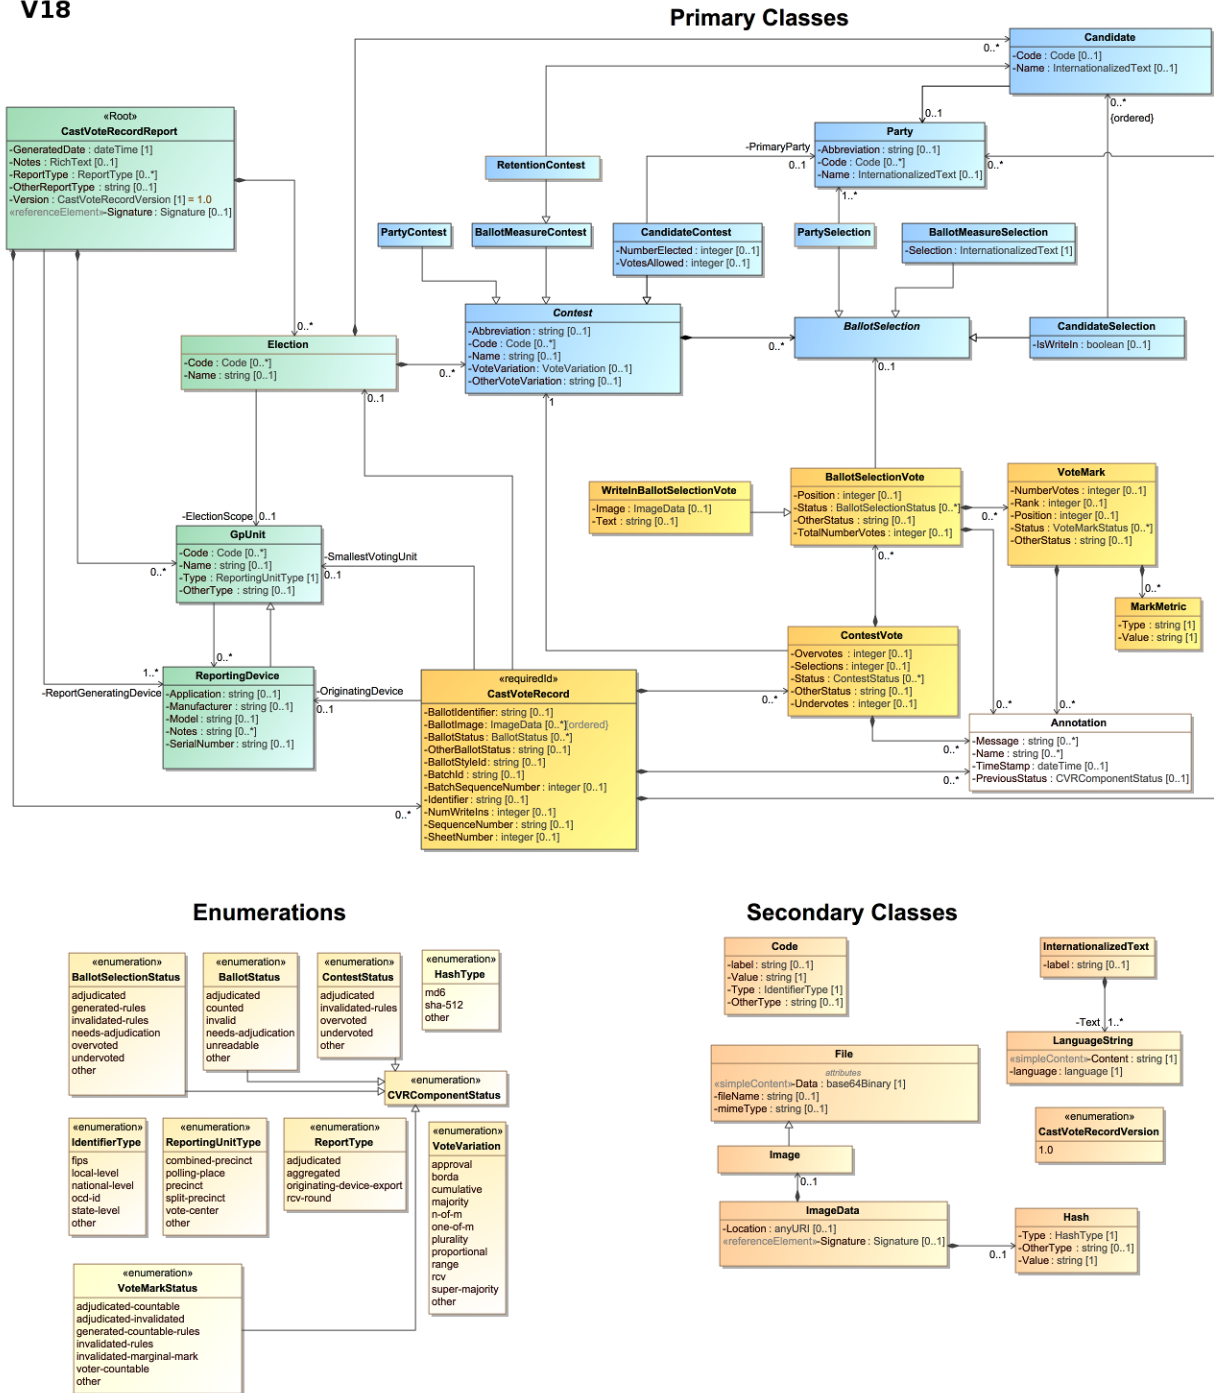 V18
Primary Classes
Candidate
-Code : Code [0..1]
-Name : InternationalizedText [0..1]
0..*
0..1
0..*
{ordered}
«Root»
CastVoteRecordReport
-GeneratedDate : dateTime [1]
-Notes : RichText [0..1]
-ReportType : ReportType [0..*]
-OtherReportType : string [0..1]
-Version : CastVoteRecordVersion [1] = 1.0
«referenceElement»-Signature : Signature [0..1]
Party
-Abbreviation : string [0..1]
-Code : Code [0..*]
-Name : InternationalizedText [0..1]
-PrimaryParty
0..1
0..*
1..*
RetentionContest
PartyContest
BallotMeasureContest
CandidateContest
-NumberElected : integer [0..1]
-VotesAllowed : integer [0..1]
PartySelection
BallotMeasureSelection
-Selection : InternationalizedText [1]
Contest
-Abbreviation : string [0..1]
-Code : Code [0..*]
-Name : string [0..1]
-VoteVariation : VoteVariation [0..1]
-OtherVoteVariation : string [0..1]
0..*
BallotSelection
CandidateSelection
-IsWriteIn : boolean [0..1]
0..*
Election
-Code : Code [0..*]
-Name : string [0..1]
0..*
0..1
1
0..1
WriteInBallotSelectionVote
-Image : ImageData [0..1]
-Text : string [0..1]
BallotSelectionVote
-Position : integer [0..1]
-Status : BallotSelectionStatus [0..*]
-OtherStatus : string [0..1]
-TotalNumberVotes : integer [0..1]
0..*
0..*
VoteMark
-NumberVotes : integer [0..1]
-Rank : integer [0..1]
-Position : integer [0..1]
-Status : VoteMarkStatus [0..*]
-OtherStatus : string [0..1]
0..*
MarkMetric
-Type : string [1]
-Value : string [1]
-ElectionScope
0..1
GpUnit
-Code : Code [0..*]
-Name : string [0..1]
-Type : ReportingUnitType [1]
-OtherType : string [0..1]
0..*
-SmallestVotingUnit
0..1
0..*
1..*
-ReportGeneratingDevice
ReportingDevice
-Application : string [0..1]
-Manufacturer : string [0..1]
-Model : string [0..1]
-Notes : string [0..*]
-SerialNumber : string [0..1]
-OriginatingDevice
0..1
«requiredId»
CastVoteRecord
-BallotIdentifier: string [0..1]
-BallotImage: ImageData [0..*]{ordered}
-BallotStatus: BallotStatus [0..*]
-OtherBallotStatus : string [0..1]
-BallotStyleId : string [0..1]
-BatchId : string [0..1]
-BatchSequenceNumber : integer [0..1]
-Identifier : string [0..1]
-NumWriteIns : integer [0..1]
-SequenceNumber : string [0..1]
-SheetNumber : integer [0..1]
0..*
ContestVote
-Overvotes : integer [0..1]
-Selections : integer [0..1]
-Status : ContestStatus [0..*]
-OtherStatus : string [0..1]
-Undervotes : integer [0..1]
0..*
0..*
0..*
0..*
0..*
Annotation
-Message : string [0..*]
-Name : string [0..*]
-TimeStamp : dateTime [0..1]
-PreviousStatus : CVRComponentStatus [0..1]
Enumerations
«enumeration»
BallotSelectionStatus
adjudicated
generated-rules
invalidated-rules
needs-adjudication
overvoted
undervoted
other
«enumeration»
BallotStatus
adjudicated
counted
invalid
needs-adjudication
unreadable
other
«enumeration»
ContestStatus
adjudicated
invalidated-rules
overvoted
undervoted
other
«enumeration»
HashType
md6
sha-512
other
«enumeration»
CVRComponentStatus
«enumeration»
IdentifierType
fips
local-level
national-level
ocd-id
state-level
other
«enumeration»
ReportingUnitType
combined-precinct
polling-place
precinct
split-precinct
vote-center
other
«enumeration»
ReportType
adjudicated
aggregated
originating-device-export
rcv-round
«enumeration»
VoteVariation
approval
borda
cumulative
majority
n-of-m
one-of-m
plurality
proportional
range
rcv
super-majority
other
«enumeration»
VoteMarkStatus
adjudicated-countable
adjudicated-invalidated
generated-countable-rules
invalidated-rules
invalidated-marginal-mark
voter-countable
other
Secondary Classes
Code
-label : string [0..1]
-Value : string [1]
-Type : IdentifierType [1]
-OtherType : string [0..1]
InternationalizedText
-label : string [0..1]
-Text
1..*
LanguageString
«simpleContent»-Content : string [1]
-language : language [1]
File
attributes
«simpleContent»-Data : base64Binary [1]
-fileName : string [0..1]
-mimeType : string [0..1]
«enumeration»
CastVoteRecordVersion
1.0
Image
0..1
ImageData
-Location : anyURI [0..1]
«referenceElement»-Signature : Signature [0..1]
0..1
Hash
-Type : HashType [1]
-OtherType : string [0..1]
-Value : string [1]